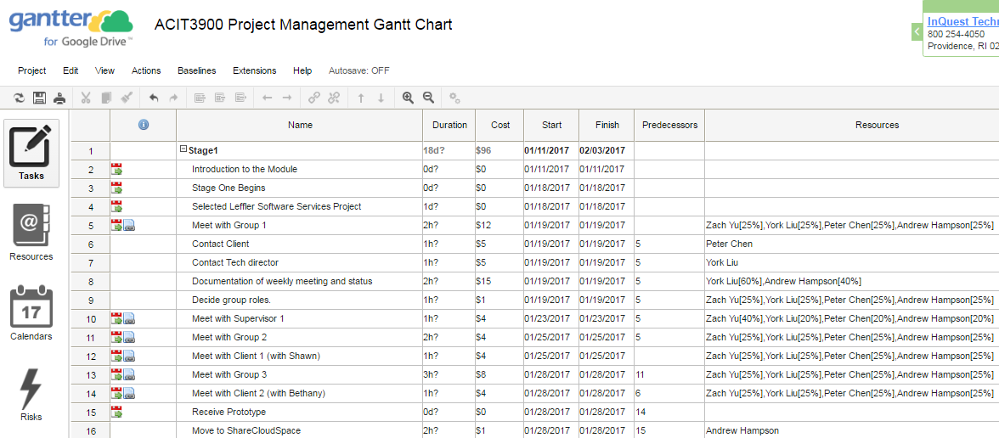 gantter
for Google Drive™
ACIT3900 Project Management Gantt Chart
InQuest Techn
800 254-4050
Providence, RI 02
Project Edit View Actions Baselines Extensions Help Autosave: OFF
Name Duration Cost Start Finish Predecessors Resources
1 Stage1 18d? $96 01/11/2017 02/03/2017
2 Introduction to the Module 0d? $0 01/11/2017 01/11/2017
3 Stage One Begins 0d? $0 01/18/2017 01/18/2017
4 Selected Leffler Software Services Project 1d? $0 01/18/2017 01/18/2017
5 Meet with Group 1 2h? $12 01/19/2017 01/19/2017 Zach Yu[25%],York Liu[25%],Peter Chen[25%],Andrew Hampson[25%]
6 Contact Client 1h? $5 01/19/2017 01/19/2017 5 Peter Chen
7 Contact Tech director 1h? $5 01/19/2017 01/19/2017 5 York Liu
8 Documentation of weekly meeting and status 2h? $15 01/19/2017 01/19/2017 5 York Liu[60%],Andrew Hampson[40%]
9 Decide group roles. 1h? $1 01/19/2017 01/19/2017 5 Zach Yu[25%],York Liu[25%],Peter Chen[25%],Andrew Hampson[25%]
10 Meet with Supervisor 1 1h? $4 01/23/2017 01/23/2017 5 Zach Yu[40%],York Liu[20%],Peter Chen[20%],Andrew Hampson[20%]
11 Meet with Group 2 2h? $4 01/25/2017 01/25/2017 5 Zach Yu[25%],York Liu[25%],Peter Chen[25%],Andrew Hampson[25%]
12 Meet with Client 1 (with Shawn) 1h? $4 01/25/2017 01/25/2017 Zach Yu[25%],York Liu[25%],Peter Chen[25%],Andrew Hampson[25%]
13 Meet with Group 3 3h? $8 01/28/2017 01/28/2017 11 Zach Yu[25%],York Liu[25%],Peter Chen[25%],Andrew Hampson[25%]
14 Meet with Client 2 (with Bethany) 1h? $4 01/28/2017 01/28/2017 6 Zach Yu[25%],York Liu[25%],Peter Chen[25%],Andrew Hampson[25%]
15 Receive Prototype 0d? $0 01/28/2017 01/28/2017 14
16 Move to ShareCloudSpace 2h? $1 01/28/2017 01/28/2017 15 Andrew Hampson
Tasks
@
Resources
17
Calendars
Risks